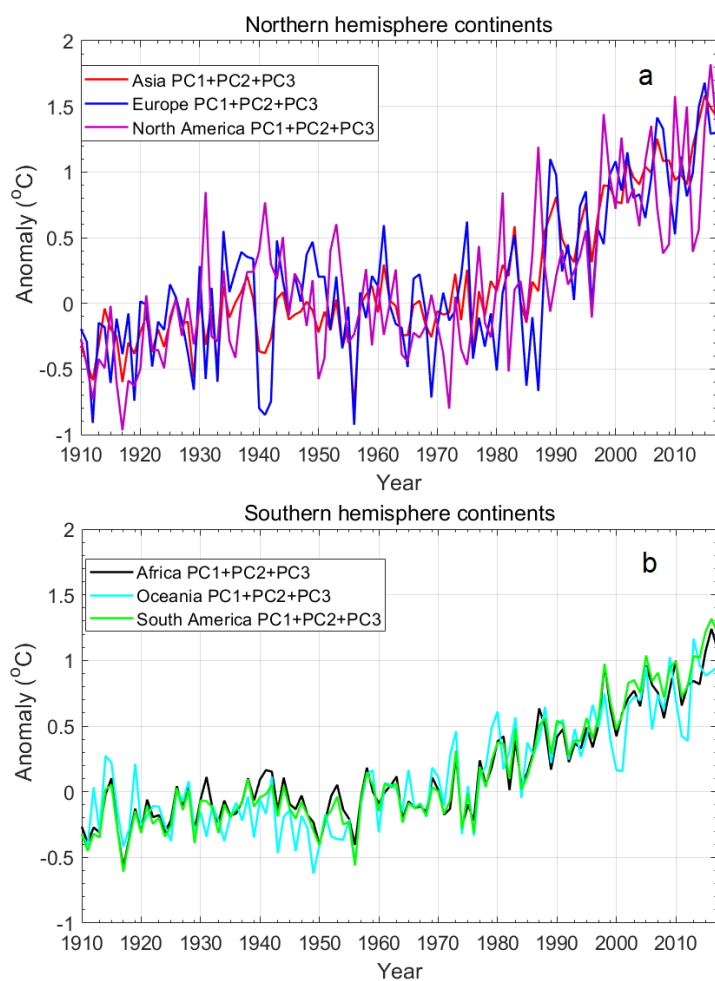 Northern hemisphere continents
2
1.5
1
0.5
0
-0.5
-1
Anomaly (°C)
a
Asia PC1+PC2+PC3
Europe PC1+PC2+PC3
North America PC1+PC2+PC3
1910 1920 1930 1940 1950 1960 1970 1980 1990 2000 2010
Year
Southern hemisphere continents
2
1.5
1
0.5
0
-0.5
-1
Anomaly (°C)
b
Africa PC1+PC2+PC3
Oceania PC1+PC2+PC3
South America PC1+PC2+PC3
1910 1920 1930 1940 1950 1960 1970 1980 1990 2000 2010
Year